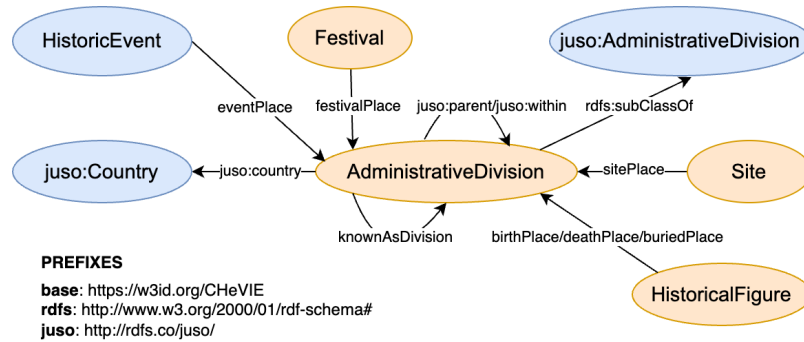 HistoricEvent
Festival
juso:AdministrativeDivision
eventPlace
festivalPlace
juso:parent/juso:within
rdfs:subClassOf
juso:Country
juso:country
AdministrativeDivision
sitePlace
Site
knownAsDivision
birthPlace/deathPlace/buriedPlace
HistoricalFigure
PREFIXES
base: https://w3id.org/CHeVIE
rdfs: http://www.w3.org/2000/01/rdf-schema#
juso: http://rdfs.co/juso/